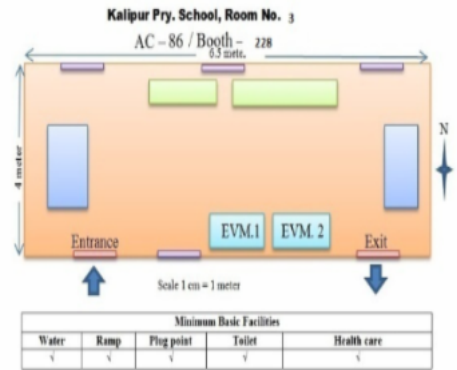 Kalipur Pry. School, Room No. 3
AC – 86 / Booth – 228
6.5 metr.
4 meter
N
EVM.1 EVM. 2
Entrance Exit
Scale 1 cm = 1 meter
Minimum Basic Facilities
Water Ramp Plug point Toilet Health care
√ √ √ √ √